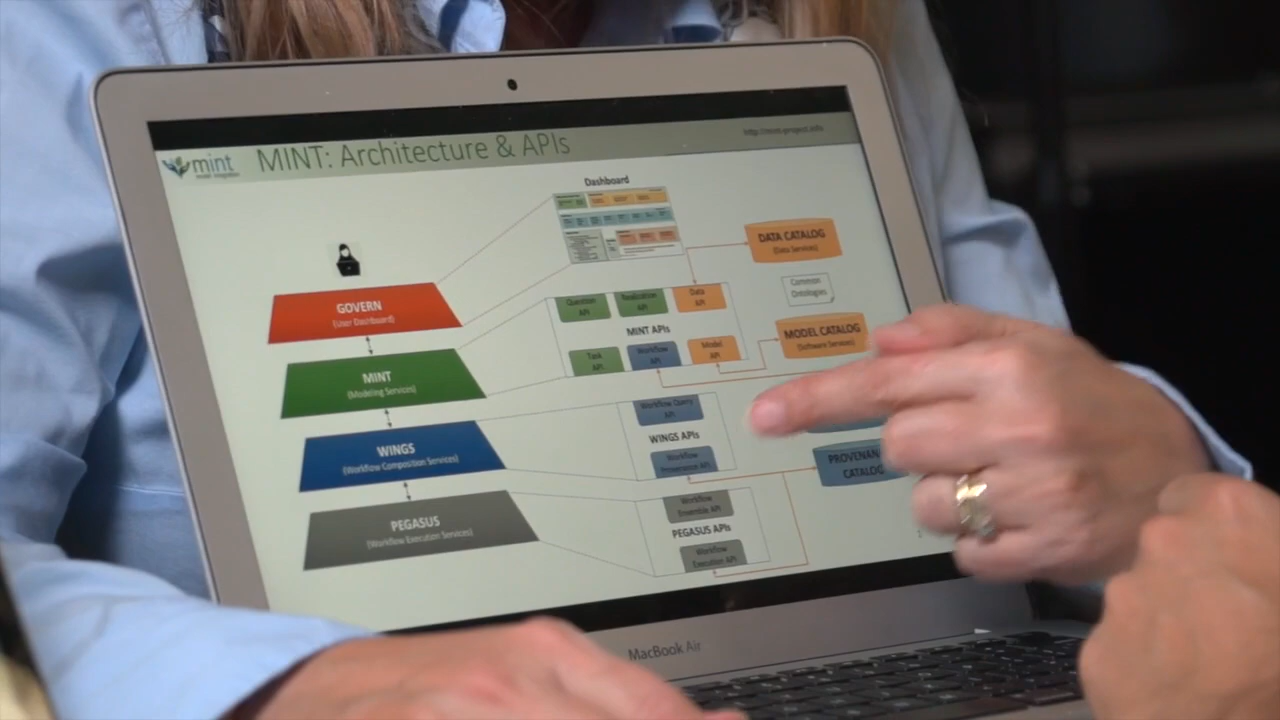 mint
model integration
MINT: Architecture & APIs
http://mint-project.info
Dashboard
DATA CATALOG
(Data Services)
Common
Ontologies
GOVERN
(User Dashboard)
Question
API
Realization
API
Data
API
MINT APIs
MODEL CATALOG
(Software Services)
MINT
(Modeling Services)
Task
API
Workflow
API
Model
API
WINGS
(Workflow Composition Services)
Workflow Query
API
WINGS APIs
Workflow
Provenance API
PROVENAN
CATALOG
PEGASUS
(Workflow Execution Services)
Workflow
Ensemble API
PEGASUS APIs
Workflow
Execution API
MacBook Air